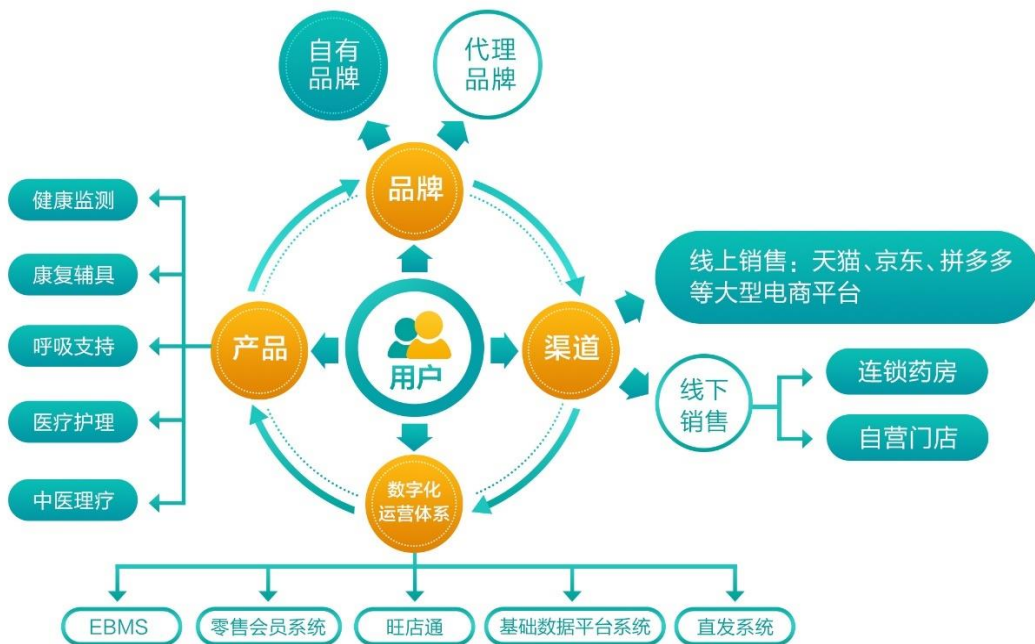 自有
品牌
代理
品牌
品牌
健康监测
康复辅具
呼吸支持
医疗护理
中医理疗
产品
用户
渠道
线上销售：天猫、京东、拼多多
等大型电商平台
线下
销售
连锁药房
自营门店
数字化
运营体系
EBMS
零售会员系统
旺店通
基础数据平台系统
直发系统